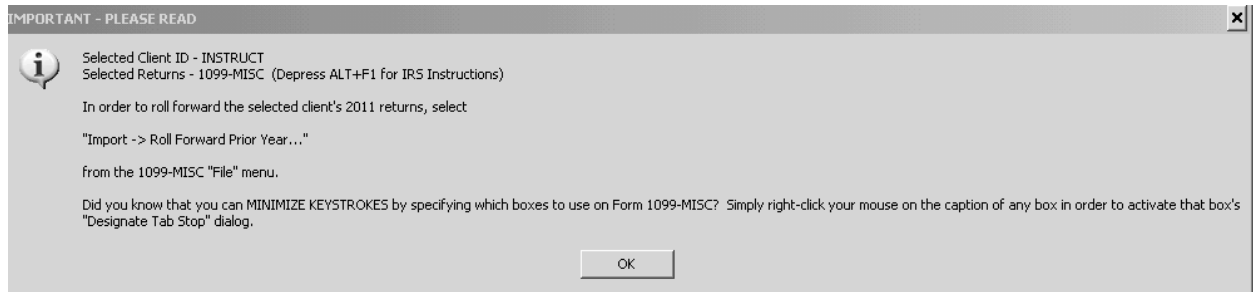 IMPORTANT - PLEASE READ
Selected Client ID - INSTRUCT
Selected Returns - 1099-MISC (Depress ALT+F1 for IRS Instructions)
In order to roll forward the selected client's 2011 returns, select
"Import -> Roll Forward Prior Year..."
from the 1099-MISC "File" menu.
Did you know that you can MINIMIZE KEYSTROKES by specifying which boxes to use on Form 1099-MISC? Simply right-click your mouse on the caption of any box in order to activate that box's
"Designate Tab Stop" dialog.
OK